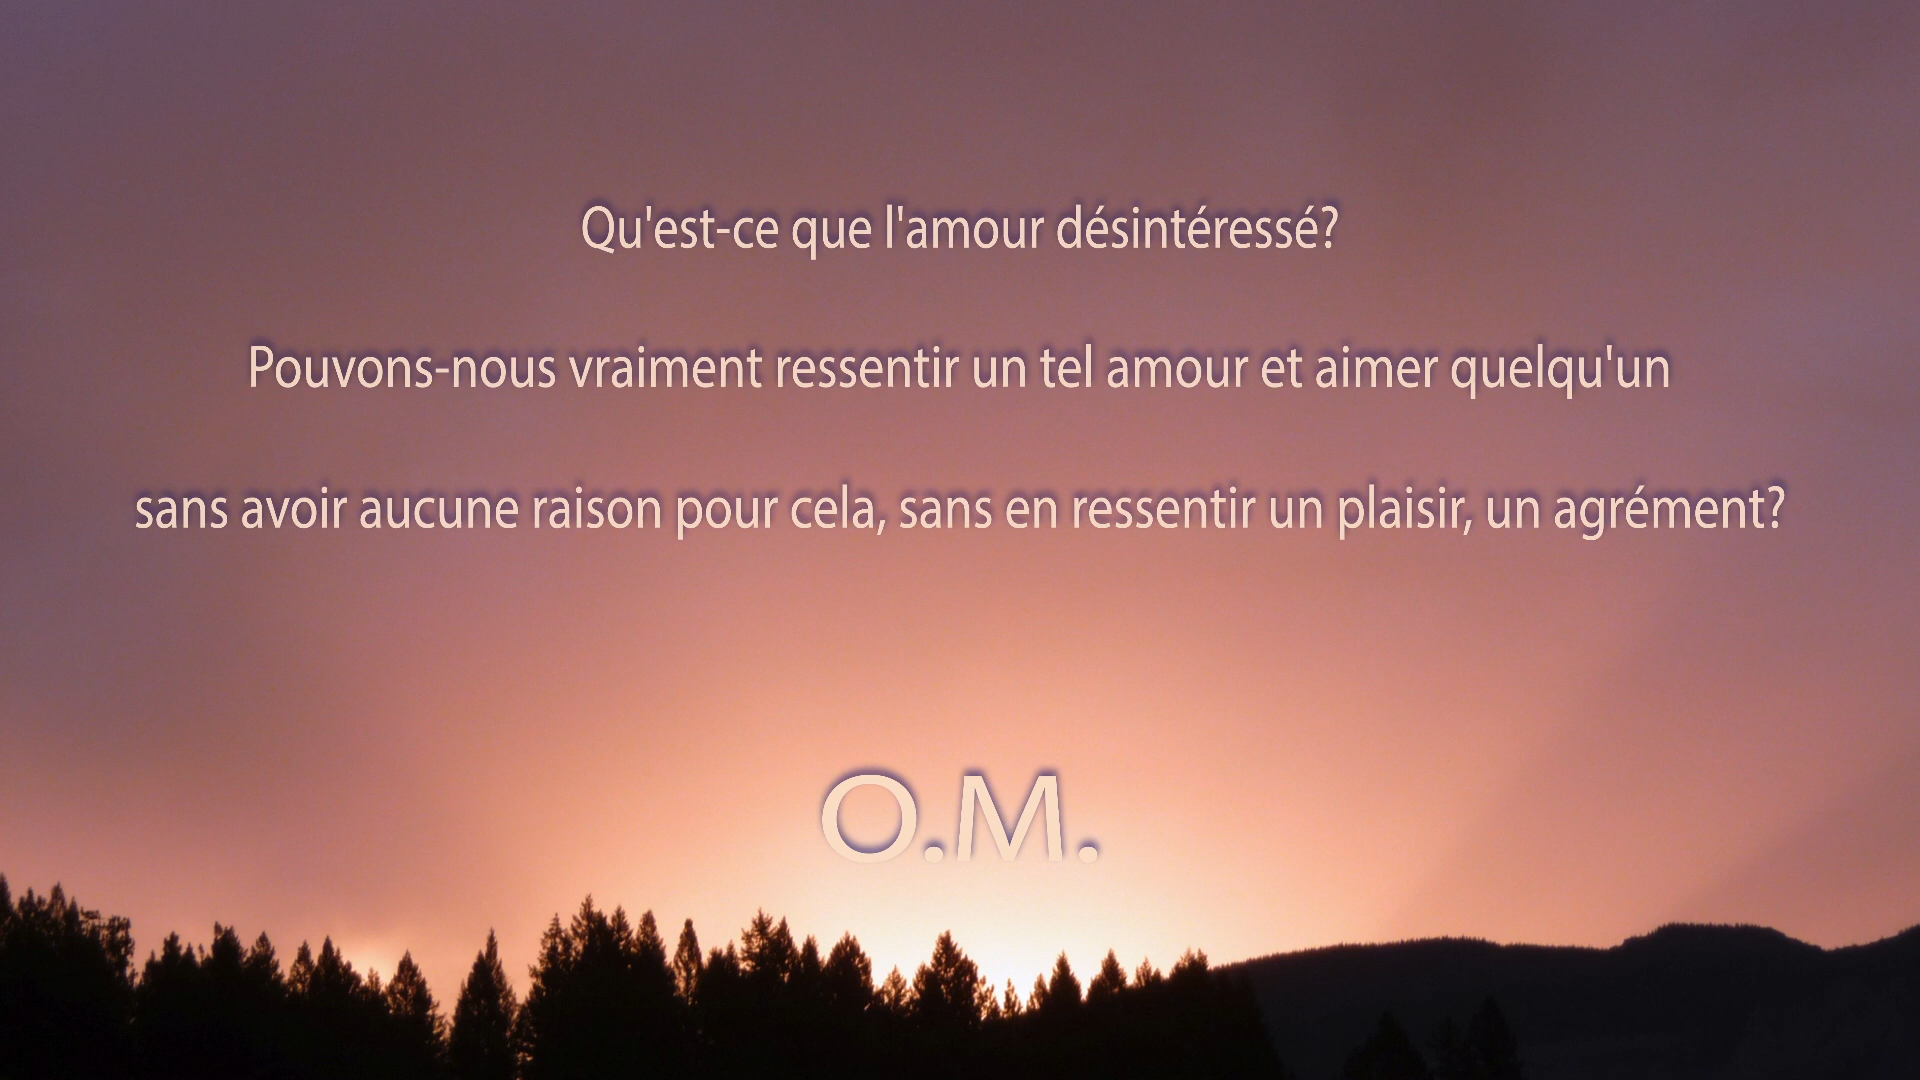 Qu'est-ce que l'amour désintéressé?
Pouvons-nous vraiment ressentir un tel amour et aimer quelqu'un
sans avoir aucune raison pour cela, sans en ressentir un plaisir, un agrément?
O.M.